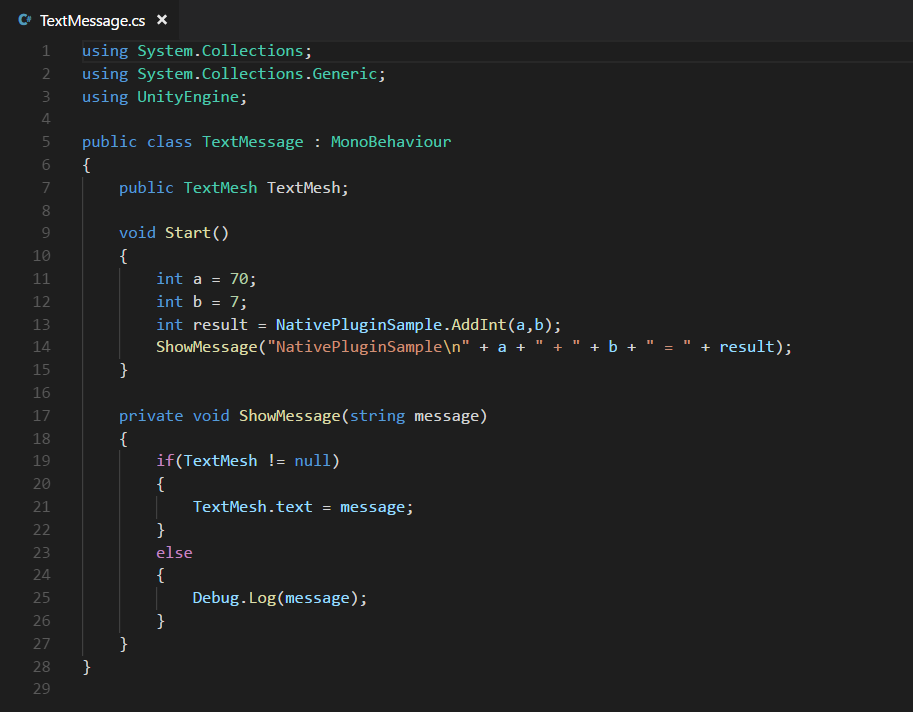 C# TextMessage.cs ×
1 using System.Collections;
2 using System.Collections.Generic;
3 using UnityEngine;
4
5 public class TextMessage : MonoBehaviour
6 {
7     public TextMesh TextMesh;
8
9     void Start()
10     {
11         int a = 70;
12         int b = 7;
13         int result = NativePluginSample.AddInt(a,b);
14         ShowMessage("NativePluginSample\n" + a + " + " + b + " = " + result);
15     }
16
17     private void ShowMessage(string message)
18     {
19         if(TextMesh != null)
20         {
21             TextMesh.text = message;
22         }
23         else
24         {
25             Debug.Log(message);
26         }
27     }
28 }
29